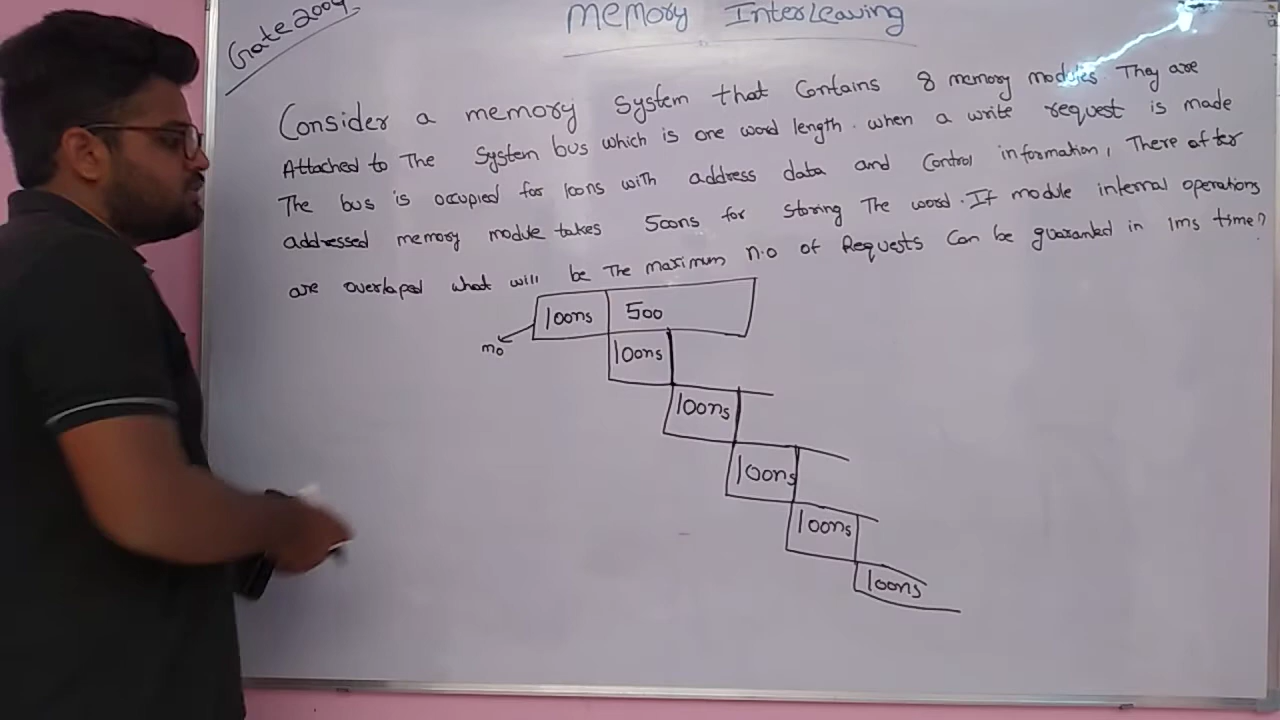 Gate 2009
Memory Interleaving
Consider a memory System that Contains 8 memory modules. They are
Attached to The System bus which is one word length. when a write request is made
The bus is occupied for 100ns with address data and Control information, There after
addressed memory module takes 500ns for storing The word. If module internal operations
are overlaped what will be The maximum n.o of Requests Can be guaranted in 1ms time?
100ns 500
m0
100ns
100ns
100ns
100ns
100ns